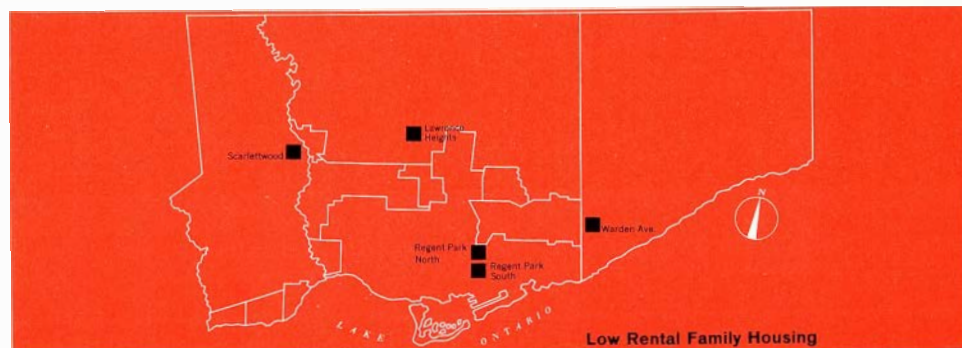 Lawrence
Heights
Scarlettwood
N
Warden Ave.
Regent Park
North
Regent Park
South
LAKE ONTARIO
Low Rental Family Housing